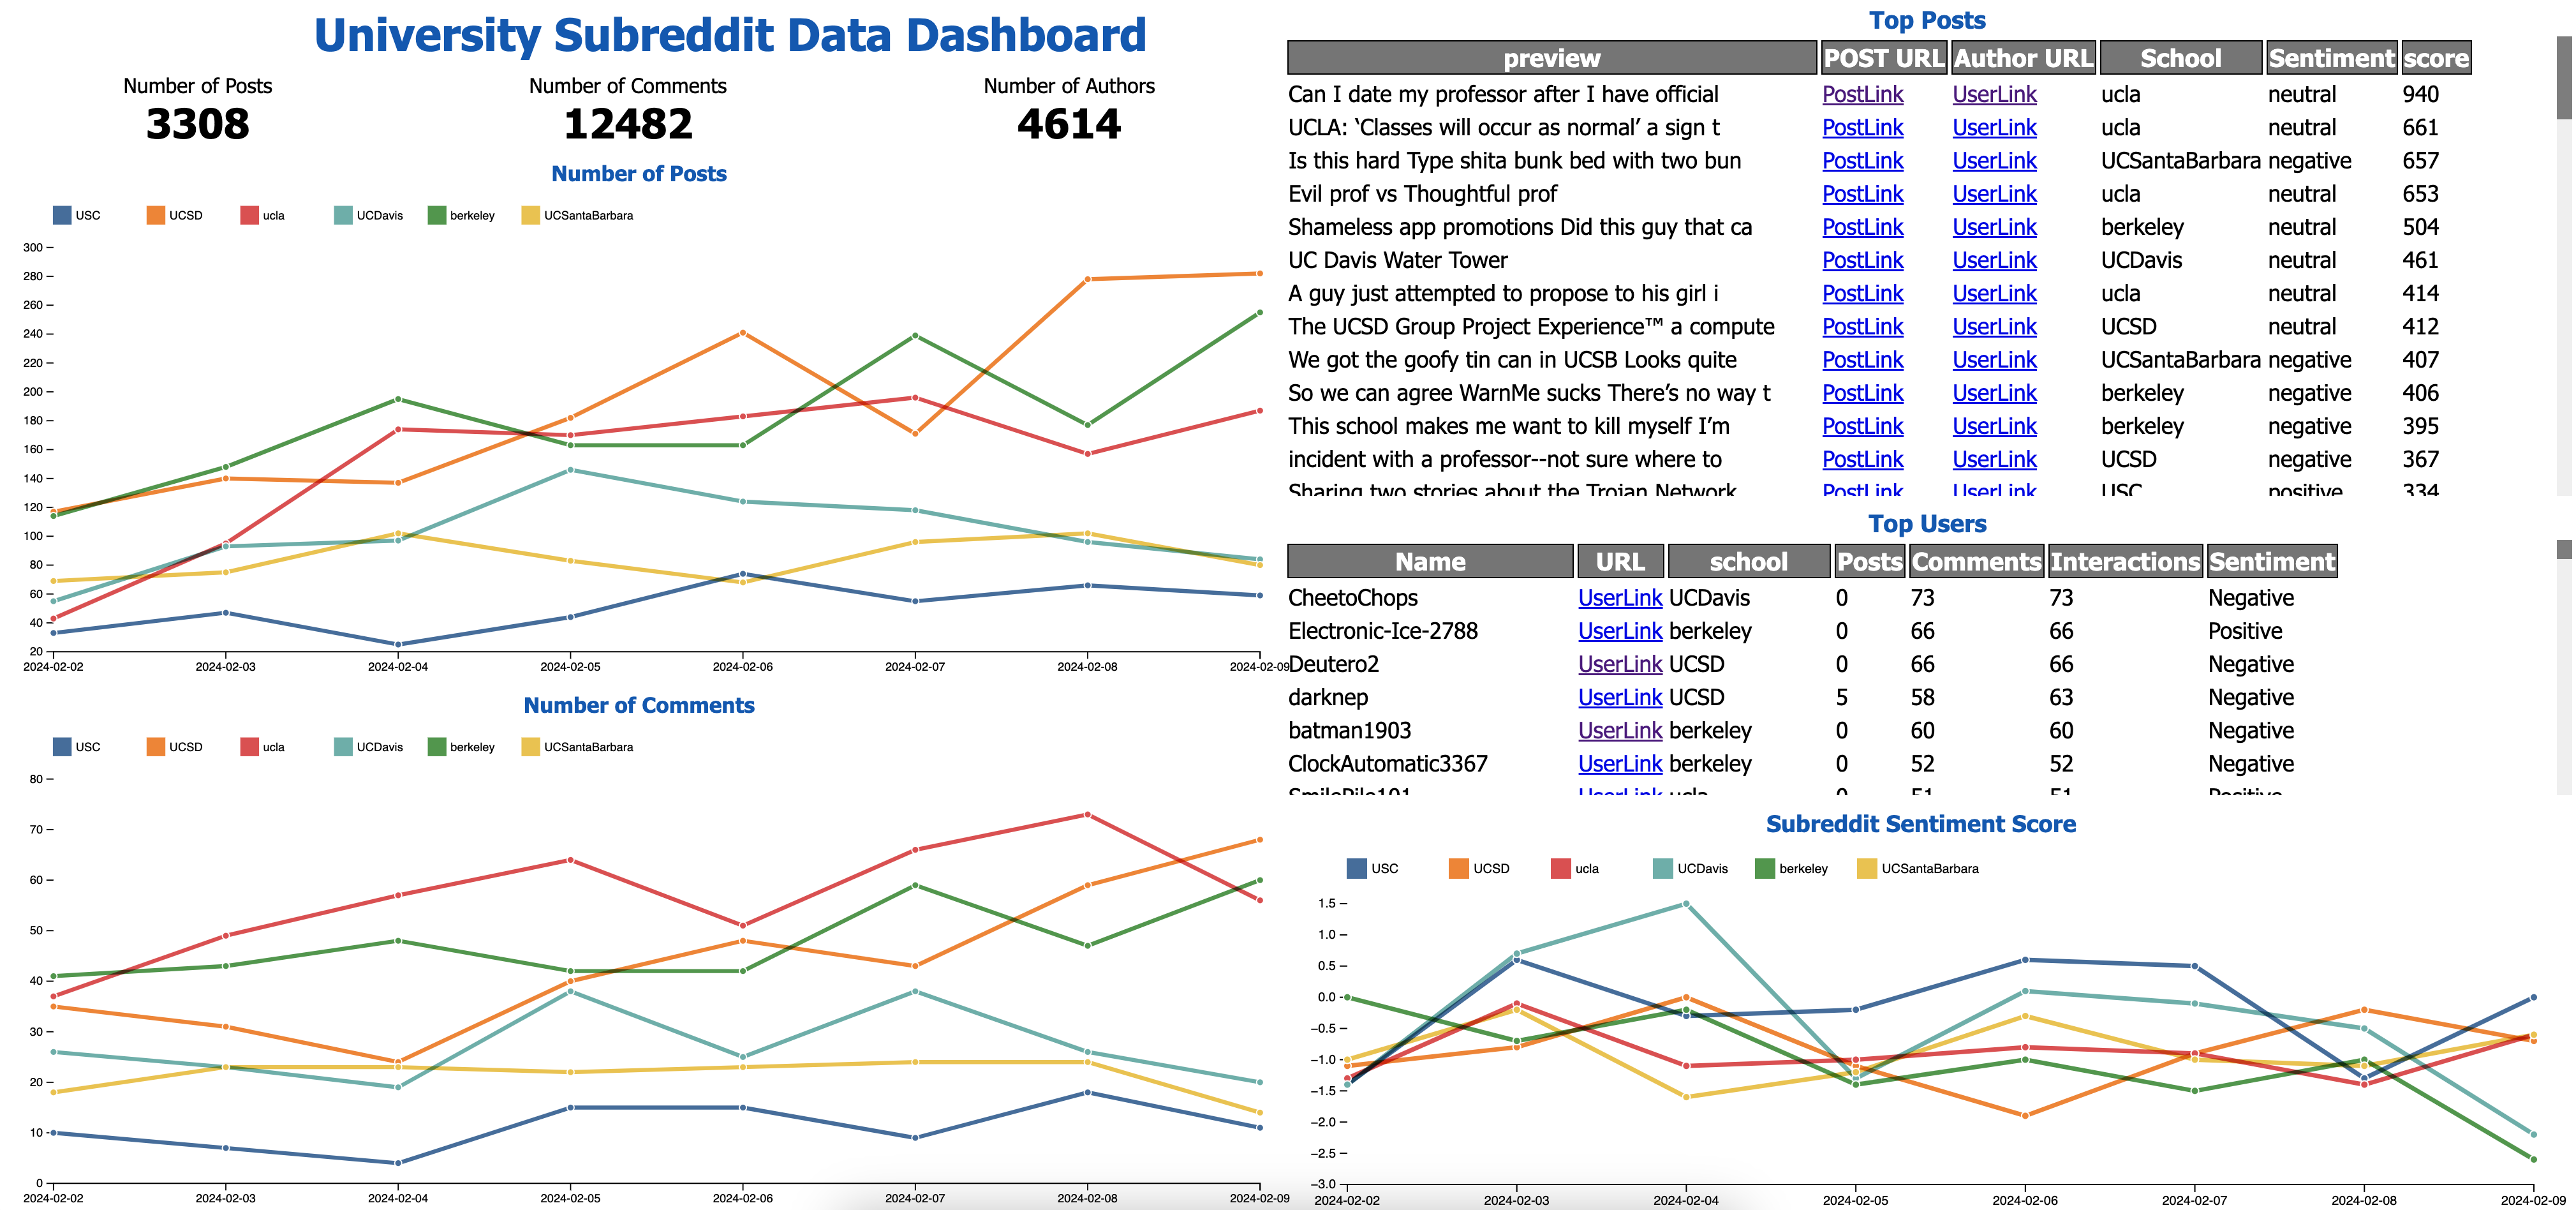 University Subreddit Data Dashboard
Number of Posts Number of Comments Number of Authors
3308 12482 4614
Number of Posts
USC UCSD ucla UCDavis berkeley UCSantaBarbara
300
280
260
240
220
200
180
160
140
120
100
80
60
40
20
2024-02-02 2024-02-03 2024-02-04 2024-02-05 2024-02-06 2024-02-07 2024-02-08 2024-02-09
Number of Comments
USC UCSD ucla UCDavis berkeley UCSantaBarbara
80
70
60
50
40
30
20
10
0
2024-02-02 2024-02-03 2024-02-04 2024-02-05 2024-02-06 2024-02-07 2024-02-08 2024-02-09
Top Posts
preview POST URL Author URL School Sentiment score
Can I date my professor after I have official PostLink UserLink ucla neutral 940
UCLA: ‘Classes will occur as normal’ a sign t PostLink UserLink ucla neutral 661
Is this hard Type shita bunk bed with two bun PostLink UserLink UCSantaBarbara negative 657
Evil prof vs Thoughtful prof PostLink UserLink ucla neutral 653
Shameless app promotions Did this guy that ca PostLink UserLink berkeley neutral 504
UC Davis Water Tower PostLink UserLink UCDavis neutral 461
A guy just attempted to propose to his girl i PostLink UserLink ucla neutral 414
The UCSD Group Project Experience™ a compute PostLink UserLink UCSD neutral 412
We got the goofy tin can in UCSB Looks quite PostLink UserLink UCSantaBarbara negative 407
So we can agree WarnMe sucks There’s no way t PostLink UserLink berkeley negative 406
This school makes me want to kill myself I’m PostLink UserLink berkeley negative 395
incident with a professor--not sure where to PostLink UserLink UCSD negative 367
Sharing two stories about the Trojan Network PostLink UserLink USC positive 334
Top Users
Name URL school Posts Comments Interactions Sentiment
CheetoChops UserLink UCDavis 0 73 73 Negative
Electronic-Ice-2788 UserLink berkeley 0 66 66 Positive
Deutero2 UserLink UCSD 0 66 66 Negative
darknep UserLink UCSD 5 58 63 Negative
batman1903 UserLink berkeley 0 60 60 Negative
ClockAutomatic3367 UserLink berkeley 0 52 52 Negative
UserLink ucla 0 51 51 Positive
Subreddit Sentiment Score
USC UCSD ucla UCDavis berkeley UCSantaBarbara
1.5
1.0
0.5
0.0
−0.5
−1.0
−1.5
−2.0
−2.5
−3.0
2024-02-02 2024-02-03 2024-02-04 2024-02-05 2024-02-06 2024-02-07 2024-02-08 2024-02-09